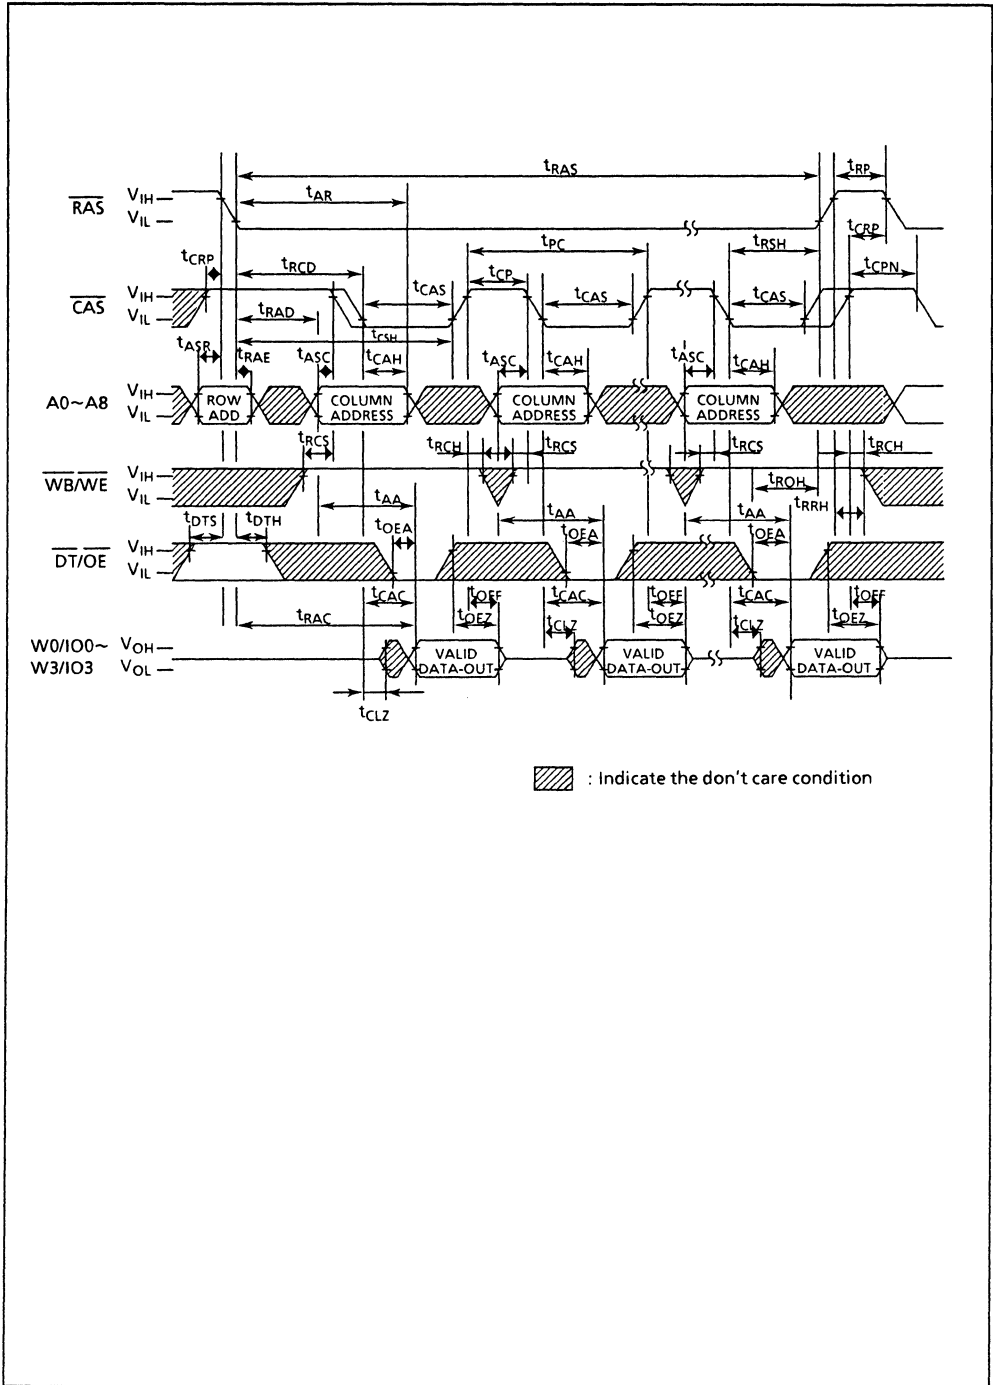 tRAS
tRP
tAR
RAS
VIH
VIL
tPC
tRSH
tCRP
tCRP
tRCD
tCP
tCPN
tCAS
CAS
VIH
VIL
tRAD
tCAS
tCAS
tCSH
tASR
tRAE
tASC
tCAH
tASC
tCAH
tASC
tCAH
A0~A8
VIH
VIL
ROW ADD
COLUMN ADDRESS
COLUMN ADDRESS
COLUMN ADDRESS
tRCS
tRCH
tRCS
tRCS
tRCH
WB/WE
VIH
VIL
tROH
tAA
tAA
tAA
tRRH
tDTS
tDTH
tOEA
tOEA
tOEA
DT/OE
VIH
VIL
tCAC
tOFF
tCAC
tOFF
tCAC
tOFF
tRAC
tOEZ
tCLZ
tOEZ
tCLZ
tOEZ
W0/IO0~
W3/IO3
VOH
VOL
VALID DATA-OUT
VALID DATA-OUT
VALID DATA-OUT
tCLZ
: Indicate the don't care condition